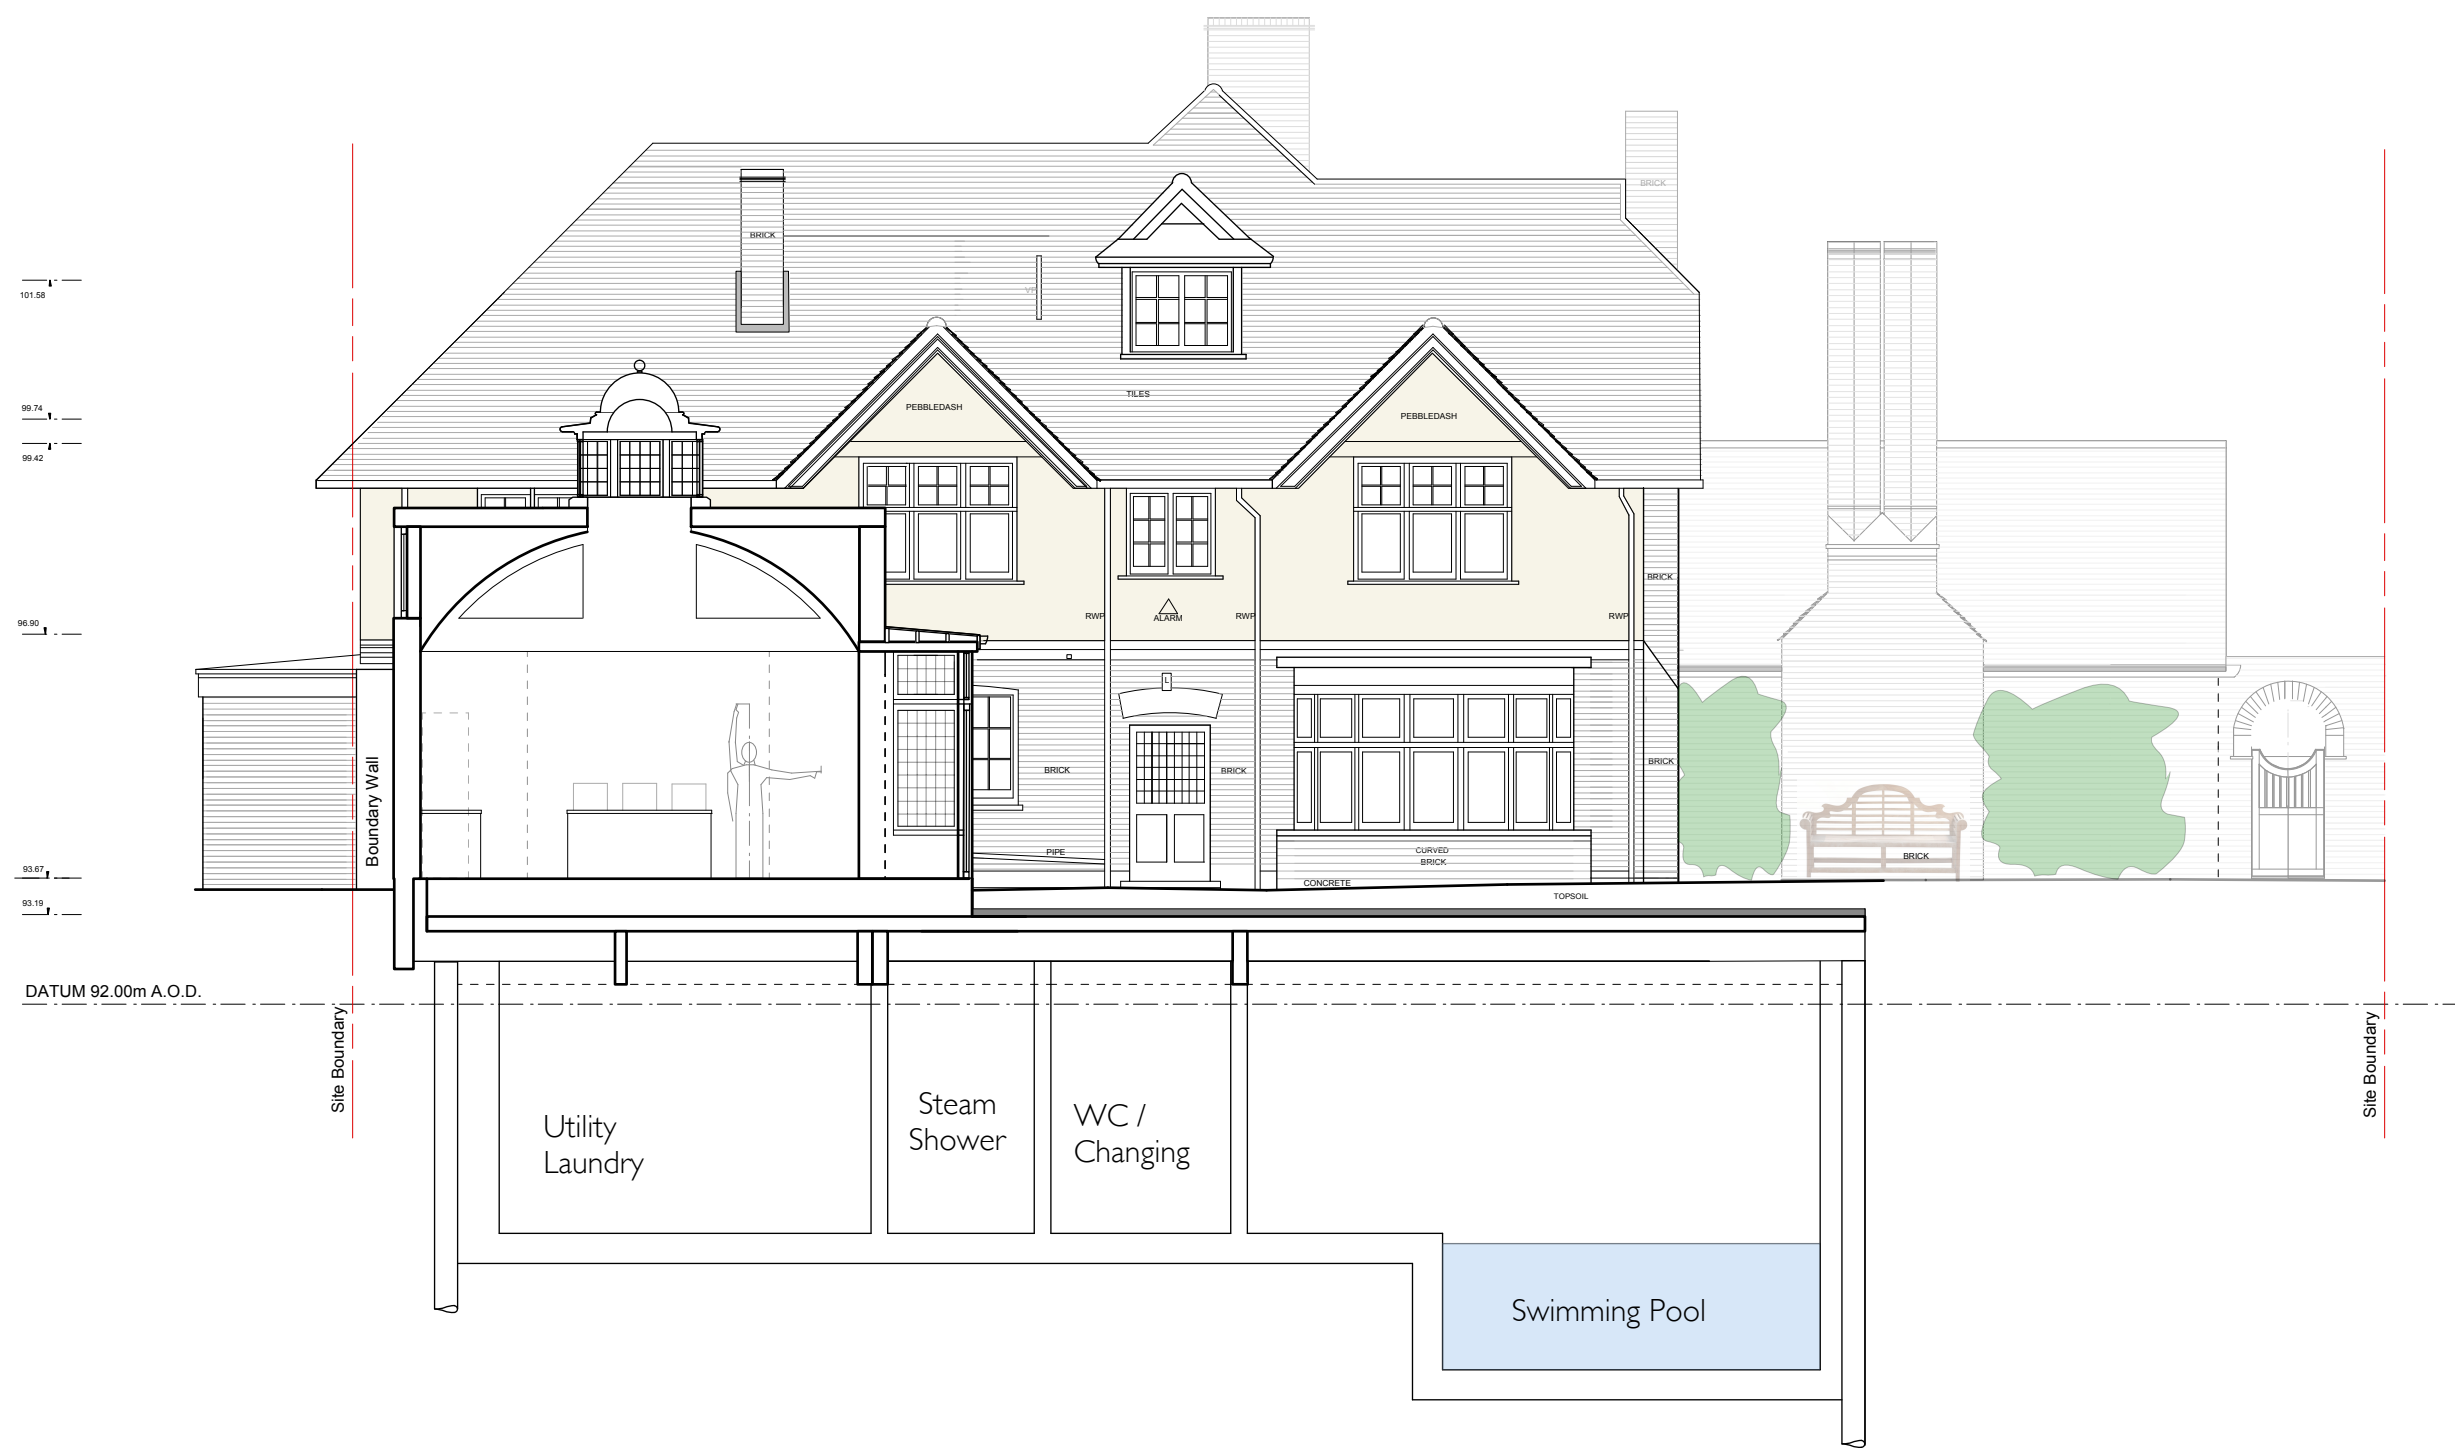 BRICK
BRICK
VP
101.58
TILES
99.74
PEBBLEDASH
PEBBLEDASH
99.42
BRICK
96.90
RWP
ALARM
RWP
RWP
L
Boundary Wall
BRICK
BRICK
BRICK
PIPE
CURVED
BRICK
BRICK
93.67
CONCRETE
TOPSOIL
93.19
DATUM 92.00m A.O.D.
Site Boundary
Site Boundary
Utility
Laundry
Steam
Shower
WC /
Changing
Swimming Pool